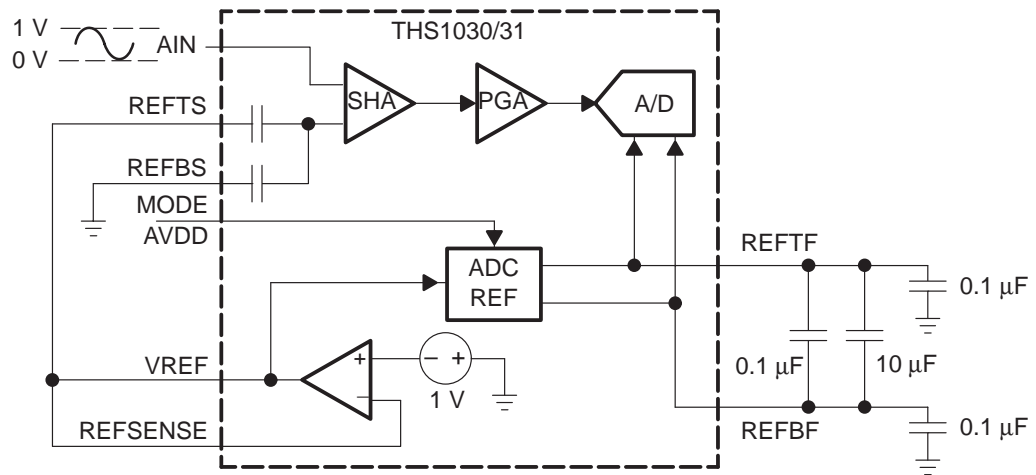 THS1030/31
1 V
0 V
AIN
SHA
PGA
A/D
REFTS
REFBS
MODE
AVDD
ADC
REF
REFTF
0.1 μF
0.1 μF
10 μF
VREF
+
−
− +
1 V
REFSENSE
REFBF
0.1 μF